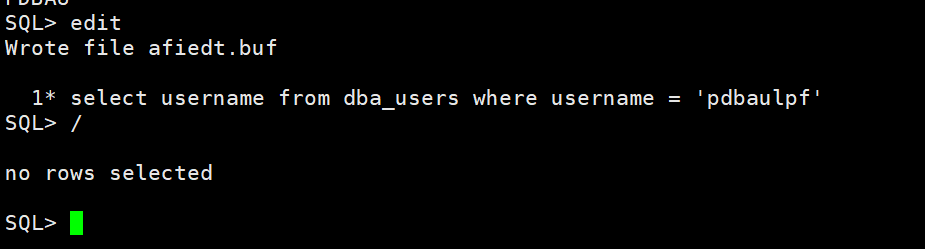 SQL> edit
Wrote file afiedt.buf
1* select username from dba_users where username = 'pdbaulpf'
SQL> /
no rows selected
SQL>